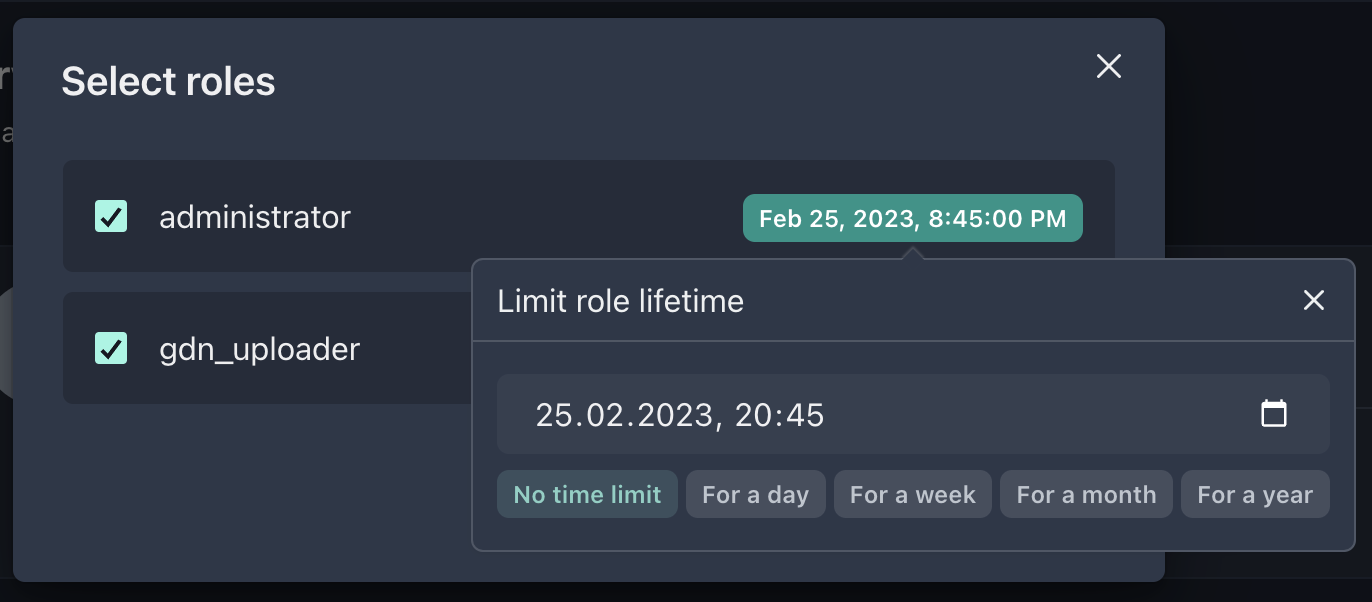 Select roles
administrator
Feb 25, 2023, 8:45:00 PM
gdn_uploader
Limit role lifetime
25.02.2023, 20:45
No time limit
For a day
For a week
For a month
For a year